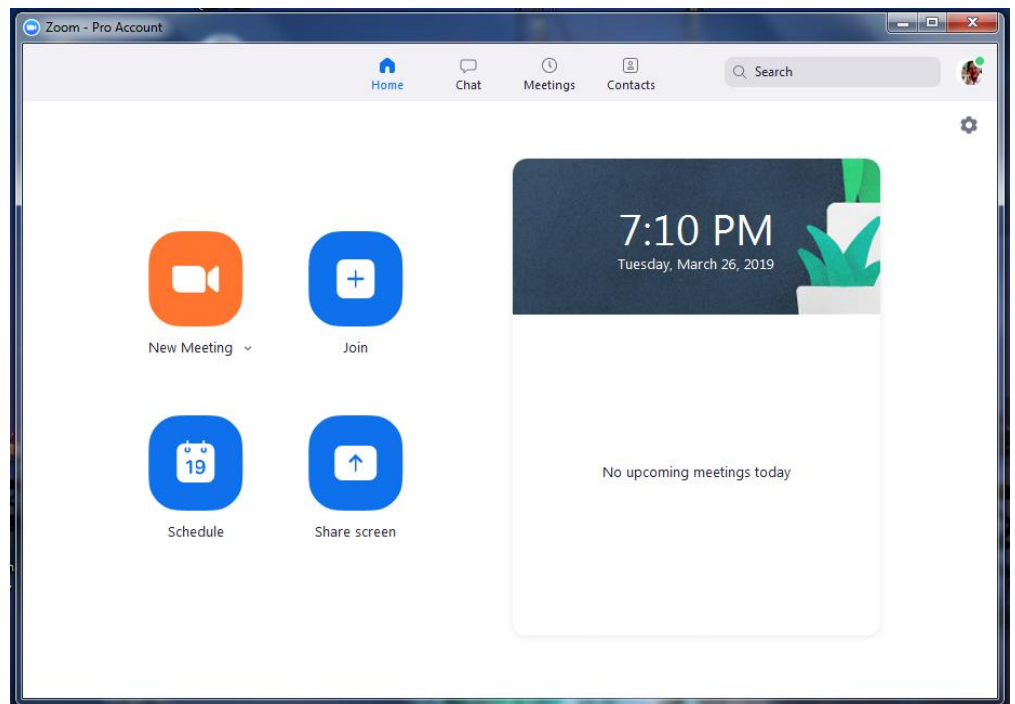 Zoom - Pro Account
Home
Chat
Meetings
Contacts
Search
7:10 PM
Tuesday, March 26, 2019
New Meeting
Join
19
Schedule
Share screen
No upcoming meetings today